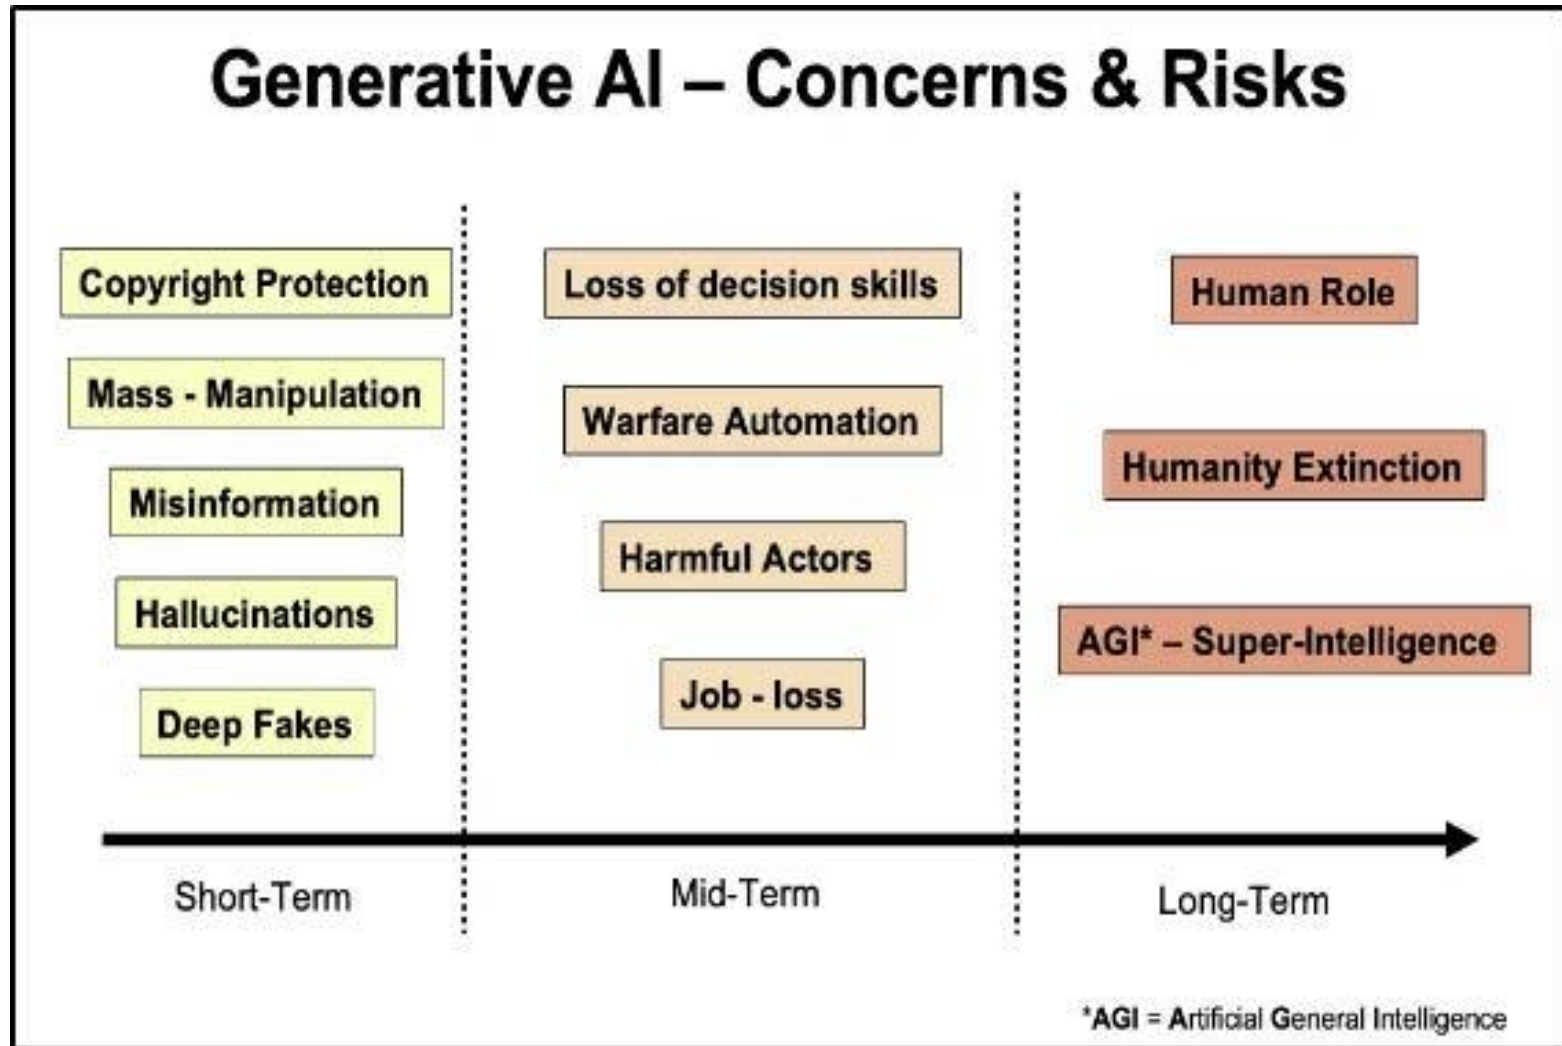 Generative AI – Concerns & Risks
Copyright Protection
Mass - Manipulation
Misinformation
Hallucinations
Deep Fakes
Loss of decision skills
Warfare Automation
Harmful Actors
Job - loss
Human Role
Humanity Extinction
AGI* – Super-Intelligence
Short-Term
Mid-Term
Long-Term
*AGI = Artificial General Intelligence